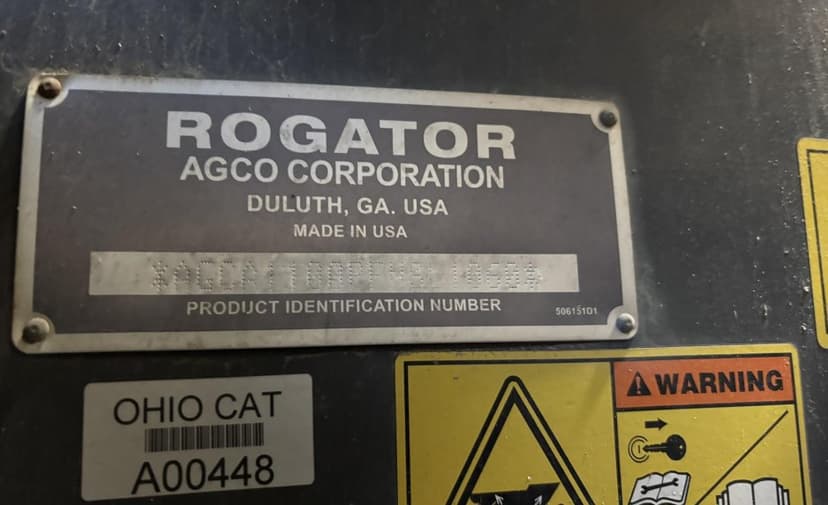 ROGATOR
AGCO CORPORATION
DULUTH, GA. USA
MADE IN USA
PRODUCT IDENTIFICATION NUMBER
506151D1
OHIO CAT
A00448
WARNING